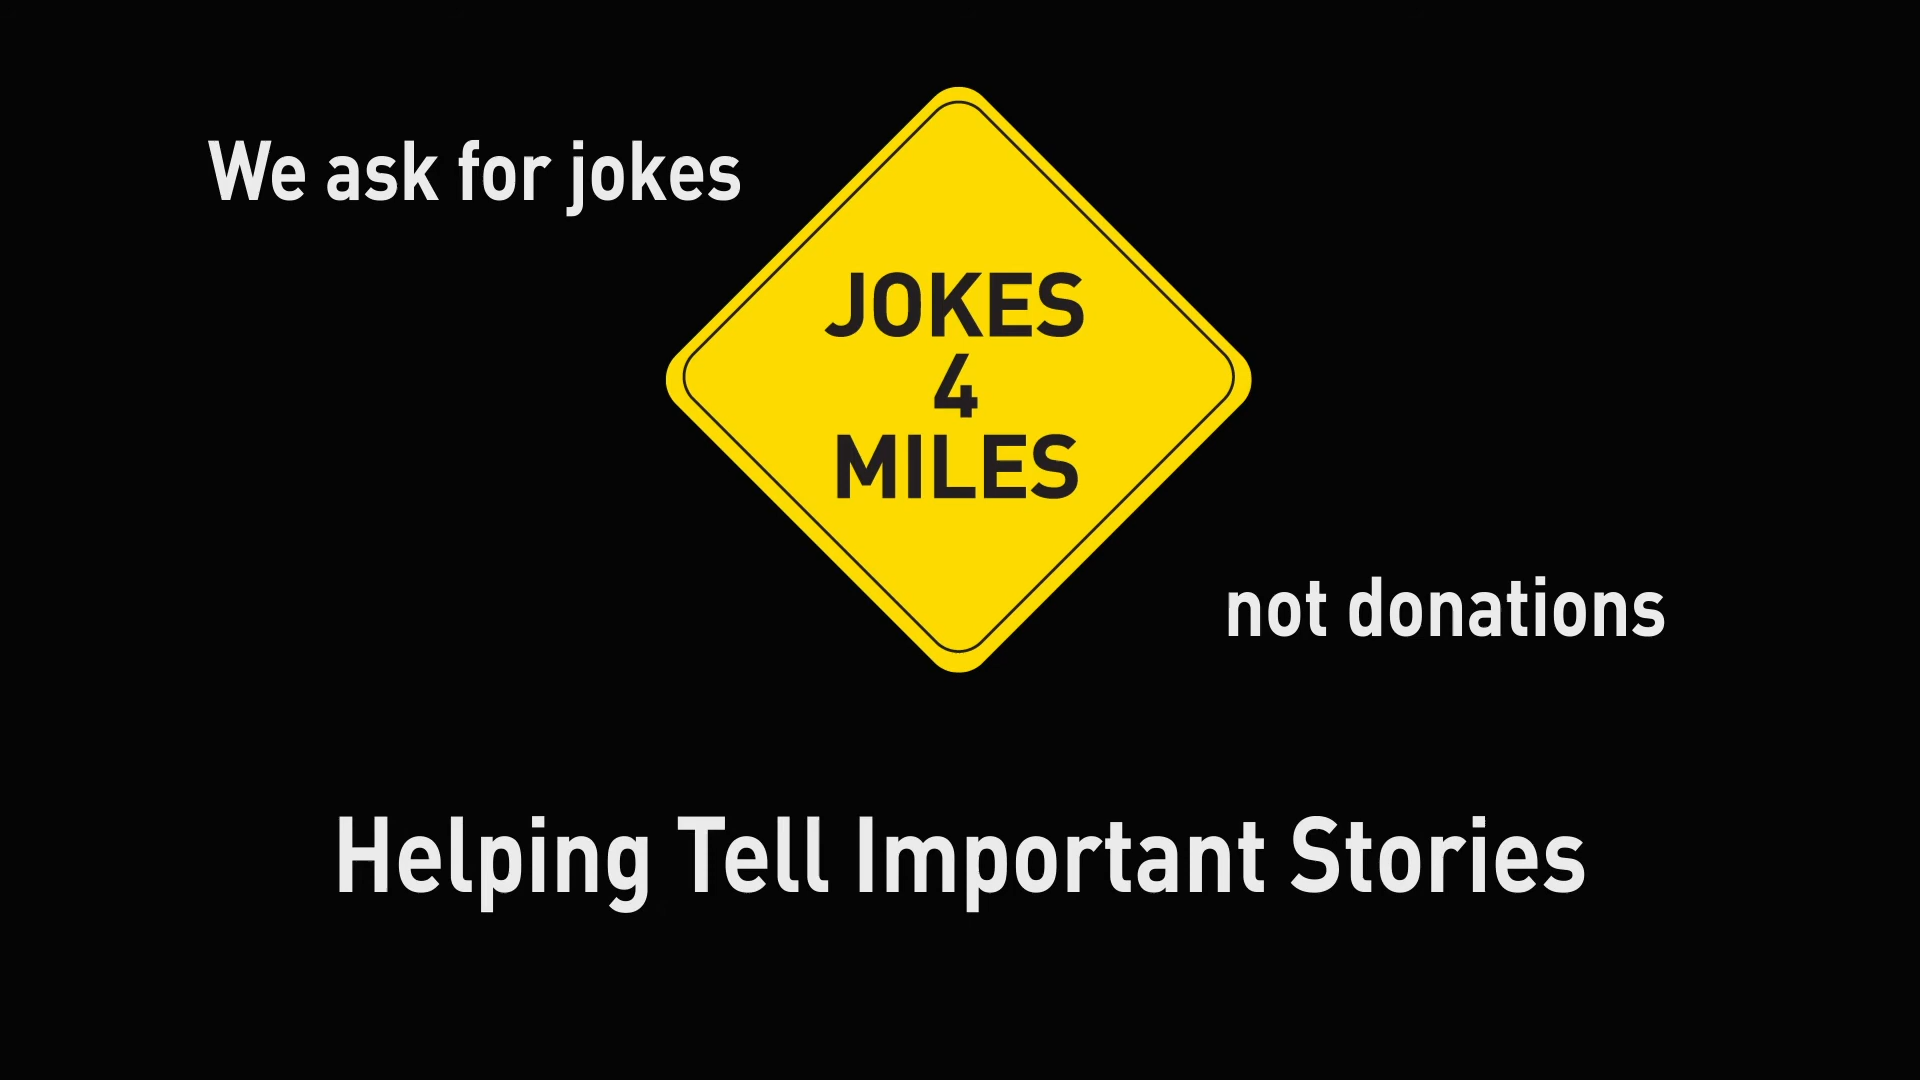 We ask for jokes
JOKES
4
MILES
not donations
Helping Tell Important Stories